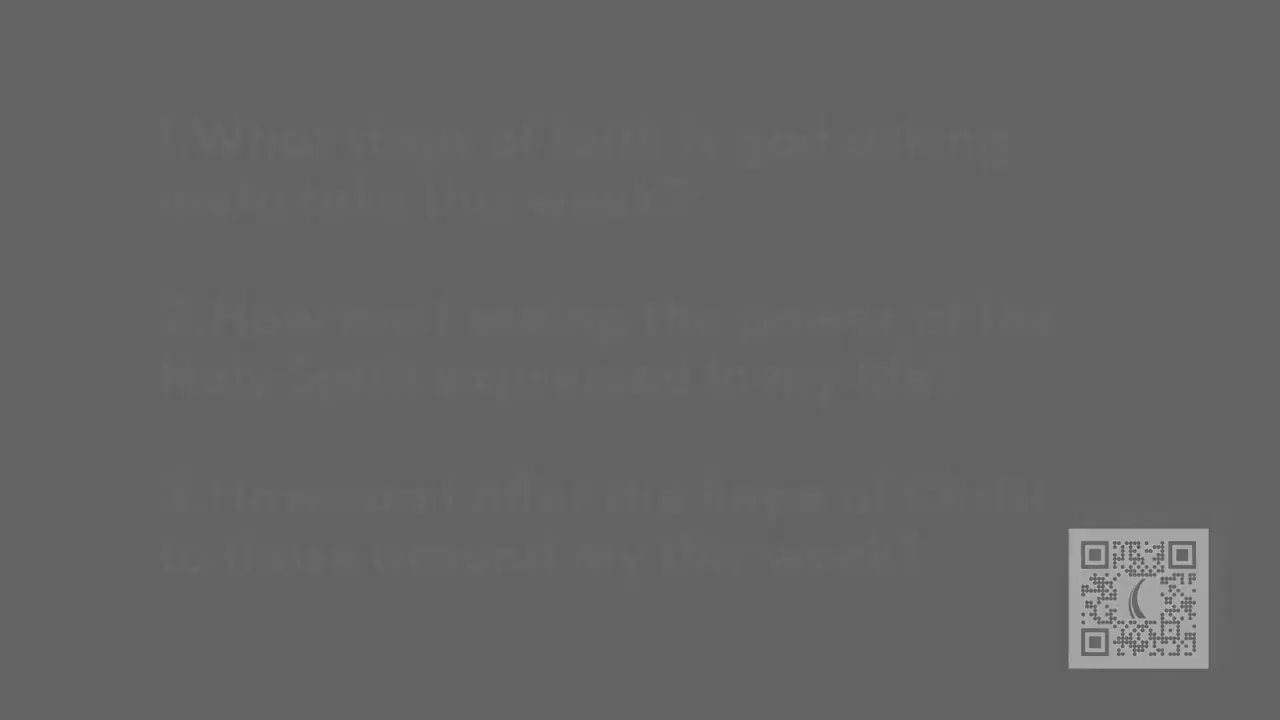 1.What steps of faith is god asking
me to take this week?
2.How am I seeing the power of the
Holy Spirit expressed in my life?
3.How can I offer the hope of Christ
to those around my this week?